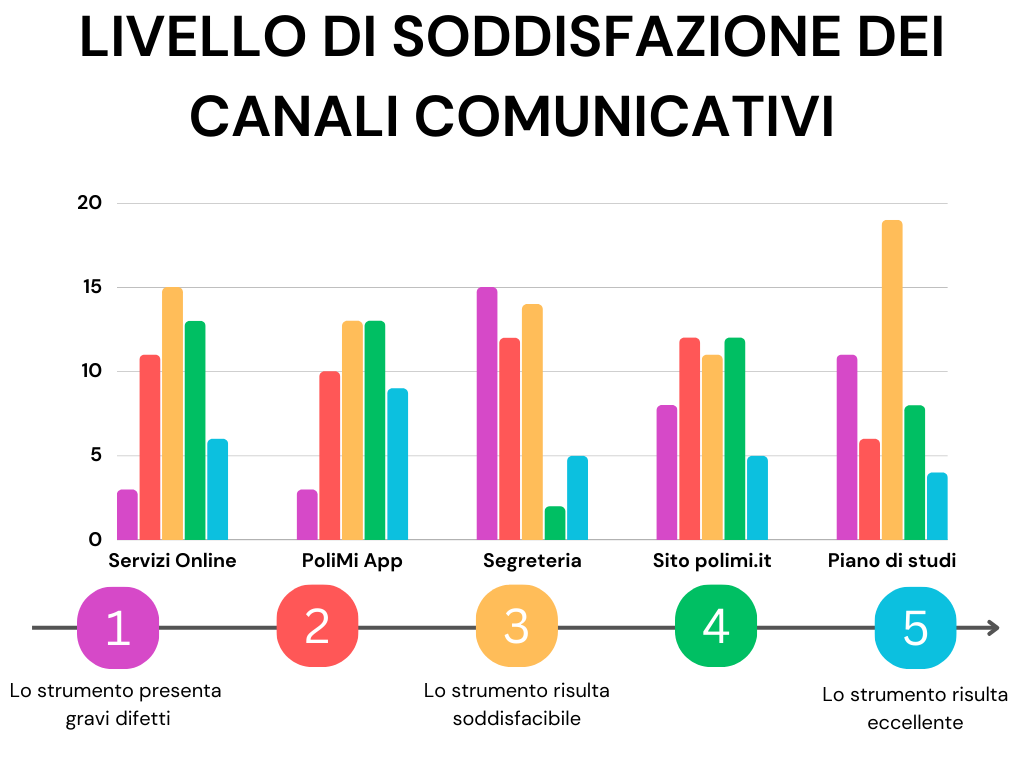 LIVELLO DI SODDISFAZIONE DEI
CANALI COMUNICATIVI
20
15
10
5
0
Servizi Online
PoliMi App
Segreteria
Sito polimi.it
Piano di studi
1
2
3
4
5
Lo strumento presenta
gravi difetti
Lo strumento risulta
soddisfacibile
Lo strumento risulta
eccellente